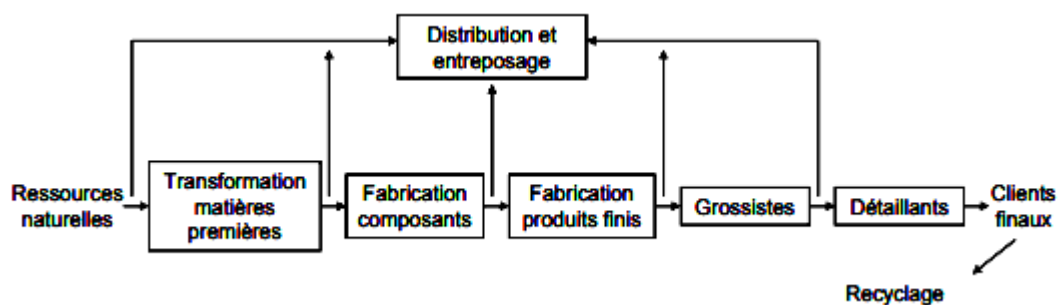 Distribution et
entreposage
Ressources
naturelles
Transformation
matières
premières
Fabrication
composants
Fabrication
produits finis
Grossistes
Détaillants
Clients
finaux
Recyclage